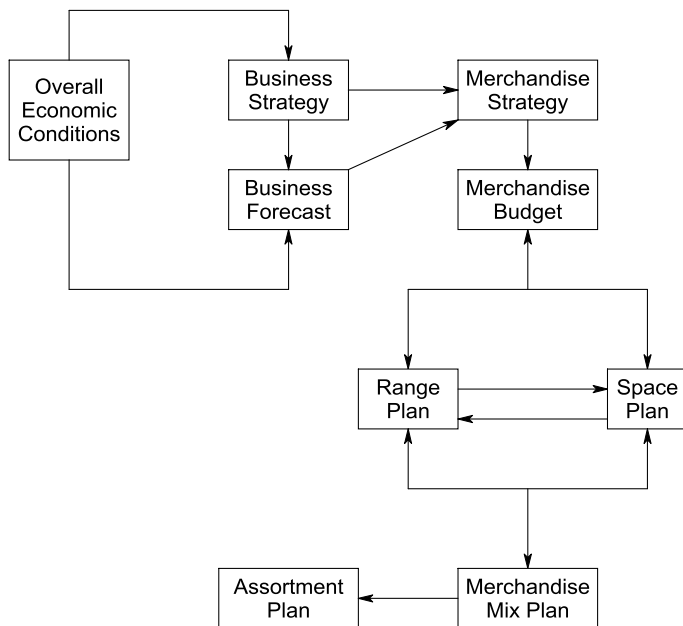 Overall
Economic
Conditions
Business
Strategy
Merchandise
Strategy
Business
Forecast
Merchandise
Budget
Range
Plan
Space
Plan
Assortment
Plan
Merchandise
Mix Plan